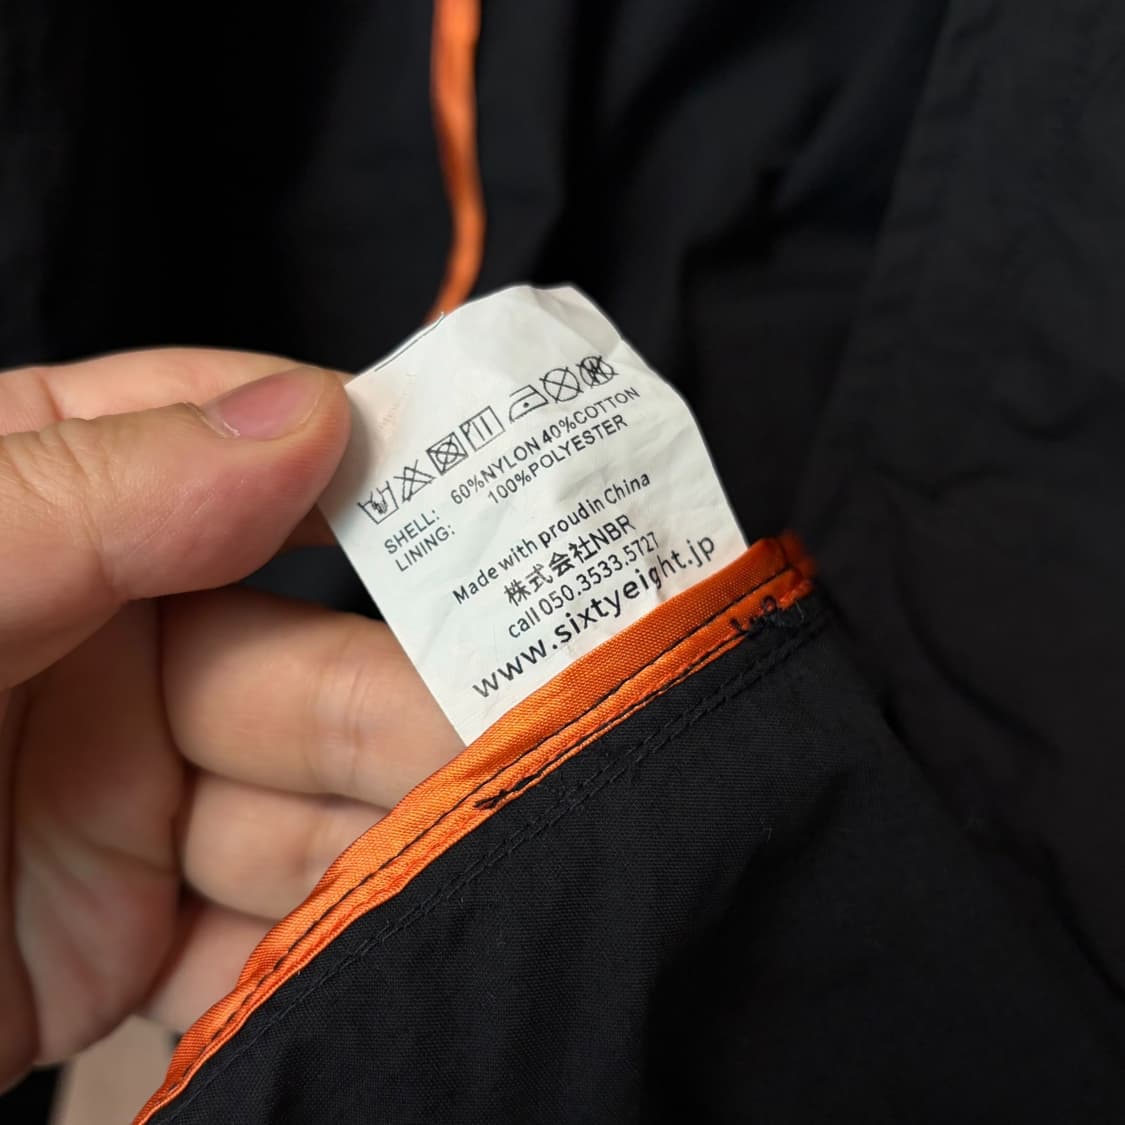 SHELL: 60%NYLON 40%COTTON
LINING: 100%POLYESTER
Made with proud in China
株式会社NBR
call 050.3533.5727
www.sixtyeight.jp